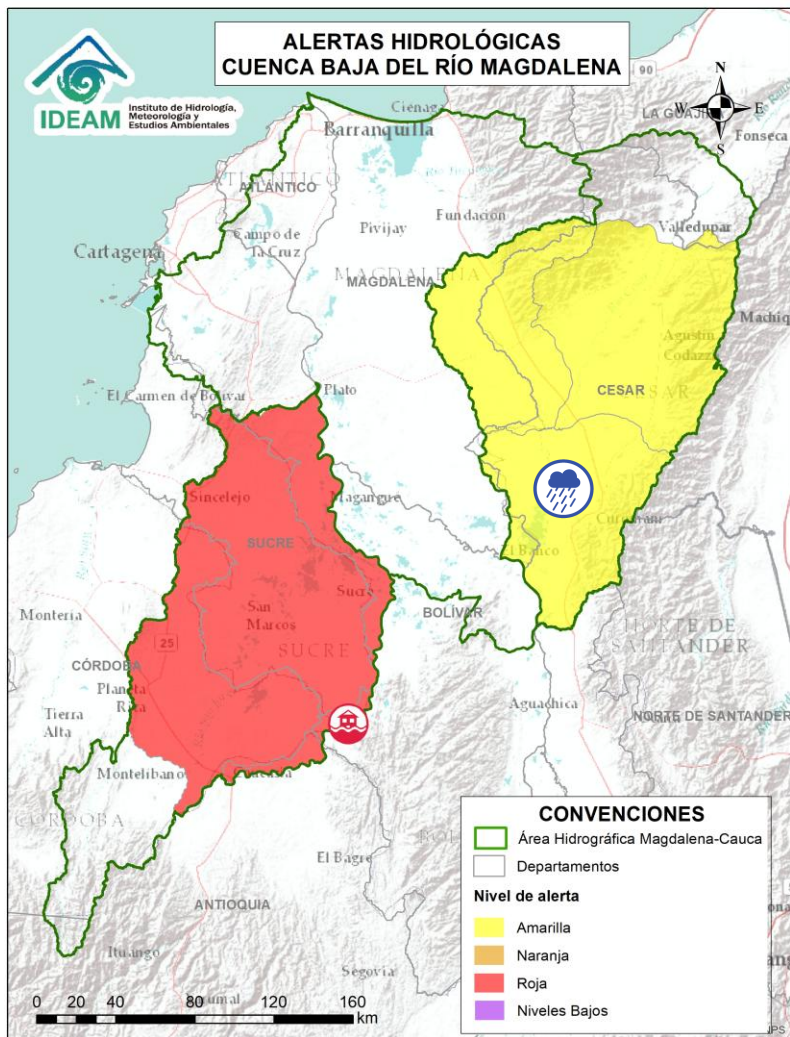 ALERTAS HIDROLÓGICAS
CUENCA BAJA DEL RÍO MAGDALENA
IDEAM
Instituto de Hidrología,
Meteorología y
Estudios Ambientales
N
W
E
S
90
LA GUAJIRA
Fonseca
Ciénaga
Barranquilla
ATLÁNTICO
Fundación
Pivijay
Valledupar
Campo de
la Cruz
Cartagena
MAGDALENA
MAGDALENA
Machiq
Agustín
Codazzi
CESAR
El Carmen de Bolívar
Plato
Sincelejo
Magangué
Curumaní
SUCRE
El Banco
Sucre
BOLÍVAR
San
Marcos
Montería
NORTE DE
SANTANDER
SUCRE
25
CÓRDOBA
Planeta
Rica
Aguachica
Tierra
Alta
NORTE DE SANTANDER
Montelíbano
Caucasia
CÓRDOBA
El Bagre
ANTIOQUIA
Ituango
Segovia
CONVENCIONES
Área Hidrográfica Magdalena-Cauca
Departamentos
Nivel de alerta
Amarilla
Naranja
Roja
Niveles Bajos
0 20 40 80 120 160
km